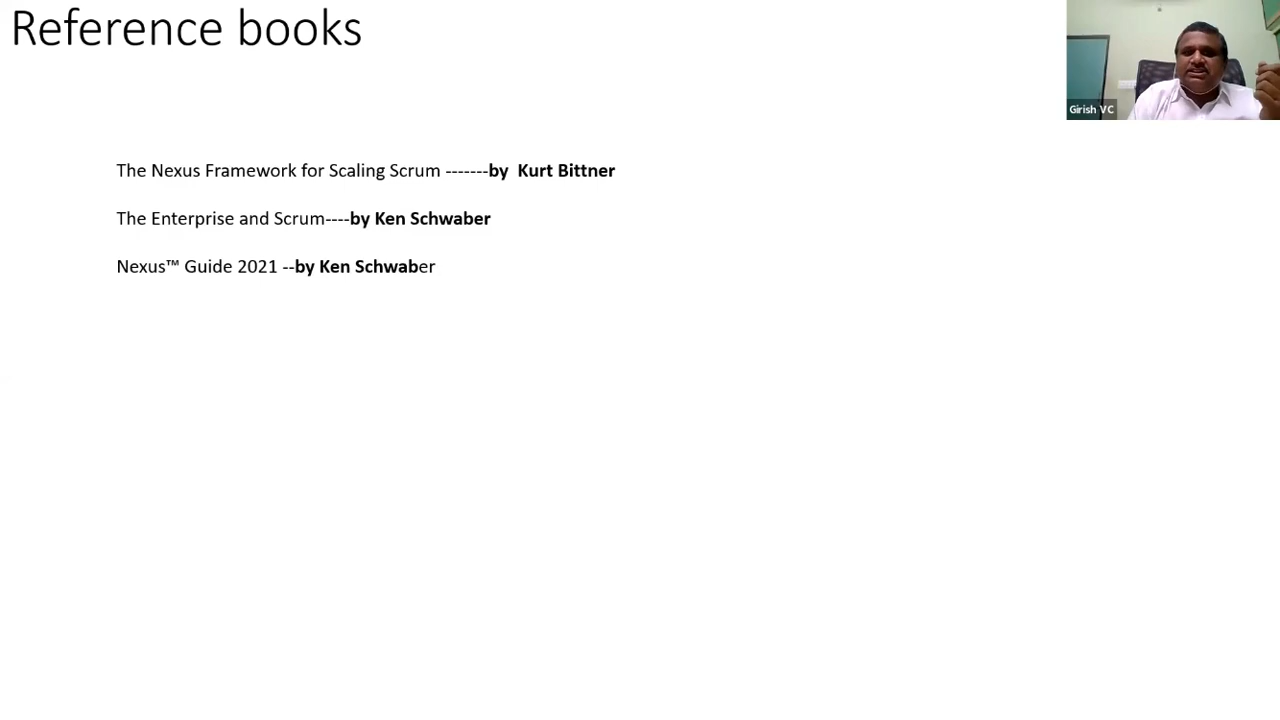 Reference books
Girish VC
The Nexus Framework for Scaling Scrum -------by  Kurt Bittner
The Enterprise and Scrum----by Ken Schwaber
Nexus™ Guide 2021 --by Ken Schwaber